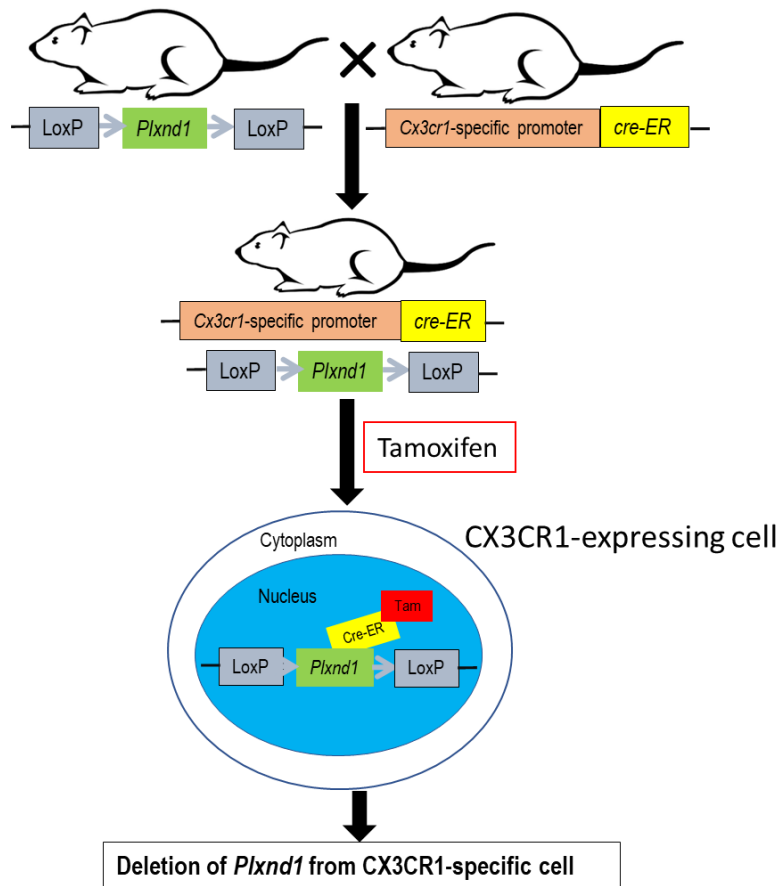 LoxP Plxnd1 LoxP Cx3cr1-specific promoter cre-ER
Cx3cr1-specific promoter cre-ER
LoxP Plxnd1 LoxP
Tamoxifen
CX3CR1-expressing cell
Cytoplasm
Nucleus
Tam
Cre-ER
LoxP Plxnd1 LoxP
Deletion of Plxnd1 from CX3CR1-specific cell